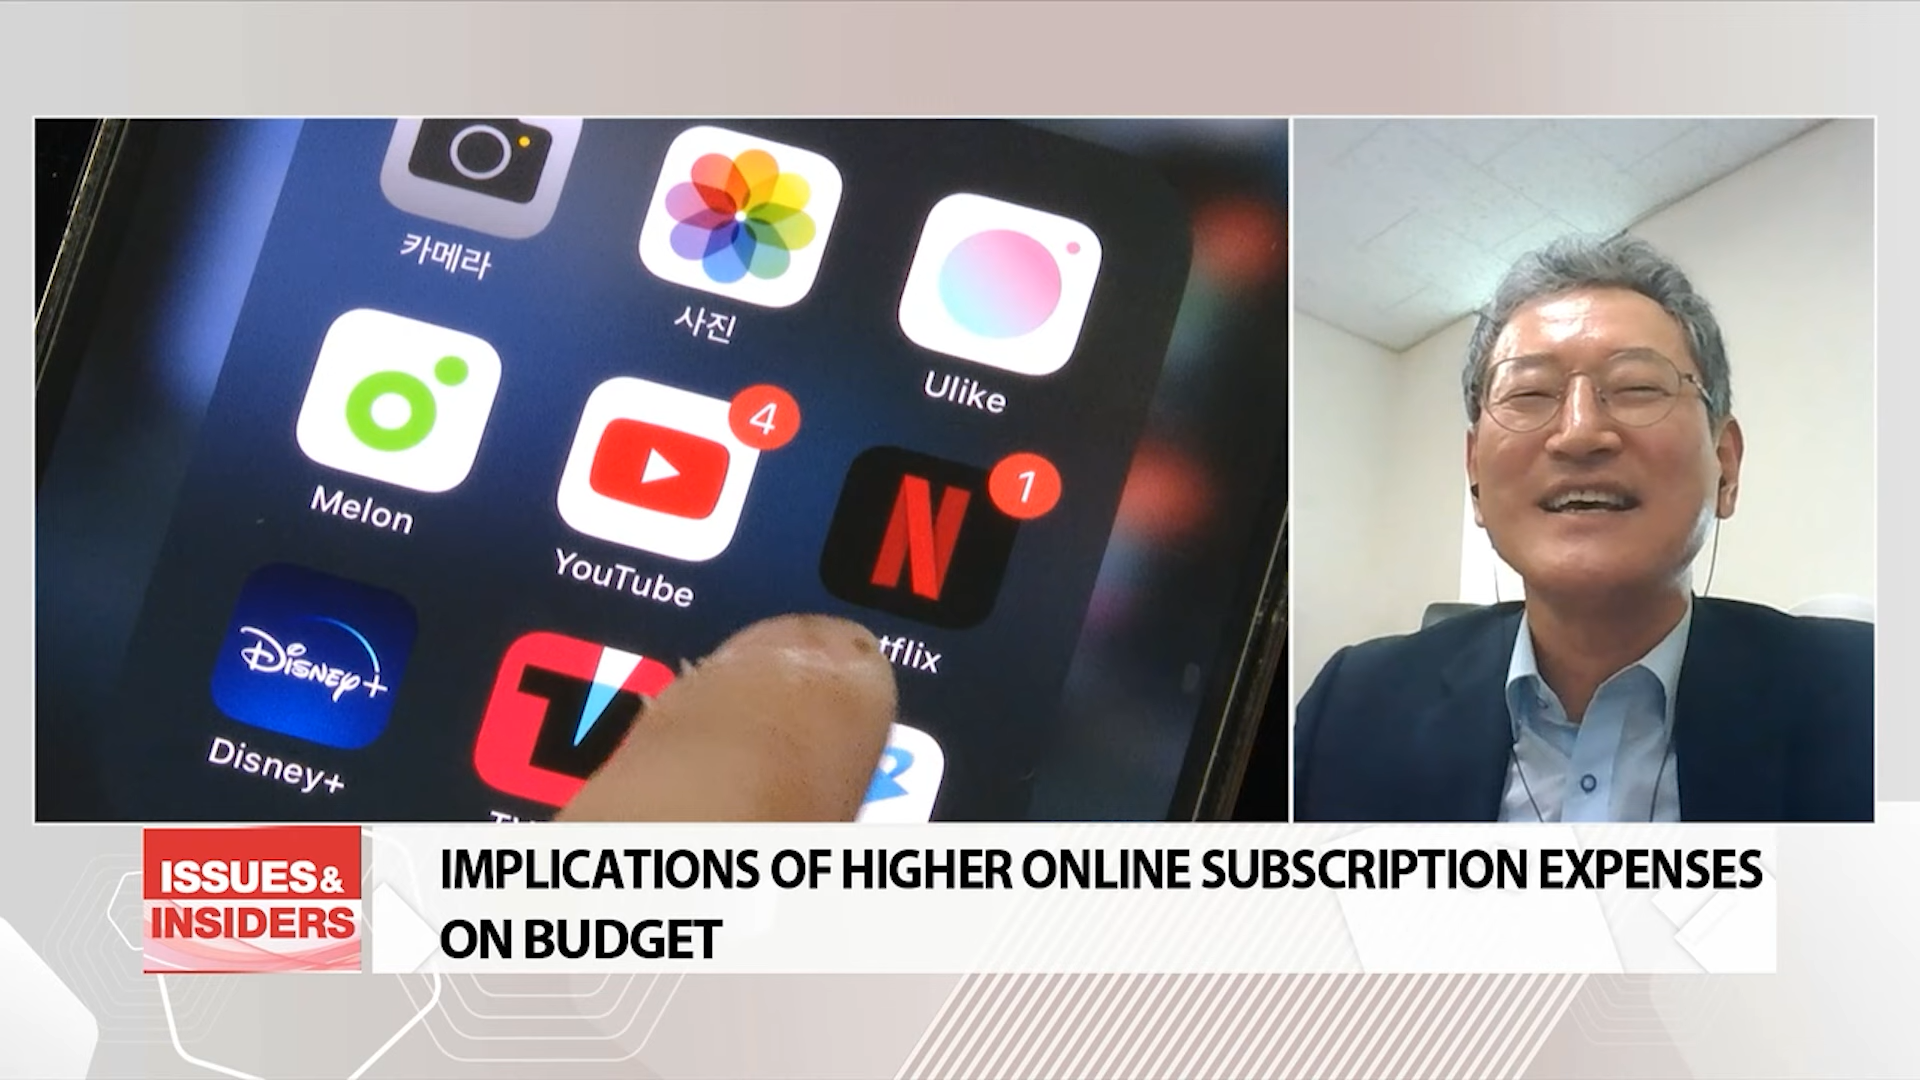 카메라
사진
Ulike
Melon
4
YouTube
1
tflix
Disney+
Disney+
ISSUES&
INSIDERS
IMPLICATIONS OF HIGHER ONLINE SUBSCRIPTION EXPENSES
ON BUDGET